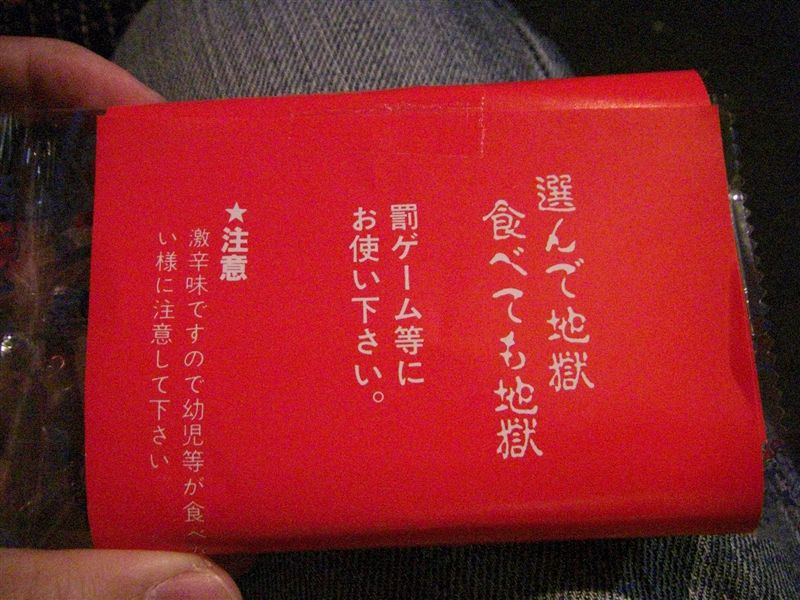 選んで地獄
食べても地獄
罰ゲーム等に
お使い下さい。
★注意
激辛味ですので幼児等が食べな
い様に注意して下さい